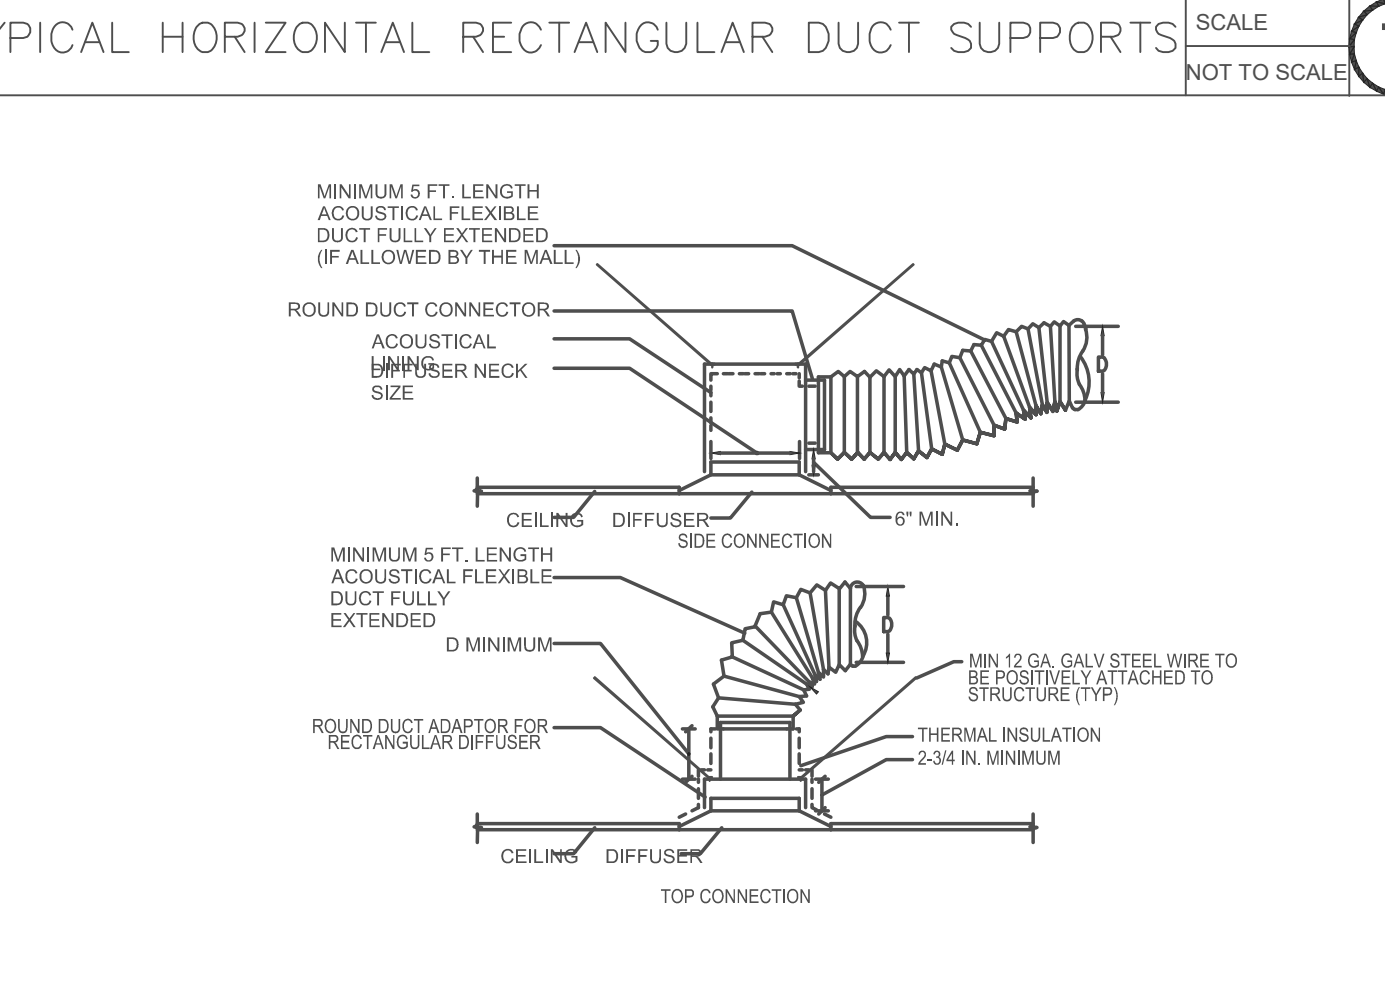 YPICAL HORIZONTAL RECTANGULAR DUCT SUPPORTS
SCALE
NOT TO SCALE
MINIMUM 5 FT. LENGTH
ACOUSTICAL FLEXIBLE
DUCT FULLY EXTENDED
(IF ALLOWED BY THE MALL)
ROUND DUCT CONNECTOR
ACOUSTICAL
LINING
DIFFUSER NECK
SIZE
D
CEILING
DIFFUSER
6" MIN.
SIDE CONNECTION
MINIMUM 5 FT. LENGTH
ACOUSTICAL FLEXIBLE
DUCT FULLY
EXTENDED
D MINIMUM
D
MIN 12 GA. GALV STEEL WIRE TO
BE POSITIVELY ATTACHED TO
STRUCTURE (TYP)
ROUND DUCT ADAPTOR FOR
RECTANGULAR DIFFUSER
THERMAL INSULATION
2-3/4 IN. MINIMUM
CEILING
DIFFUSER
TOP CONNECTION